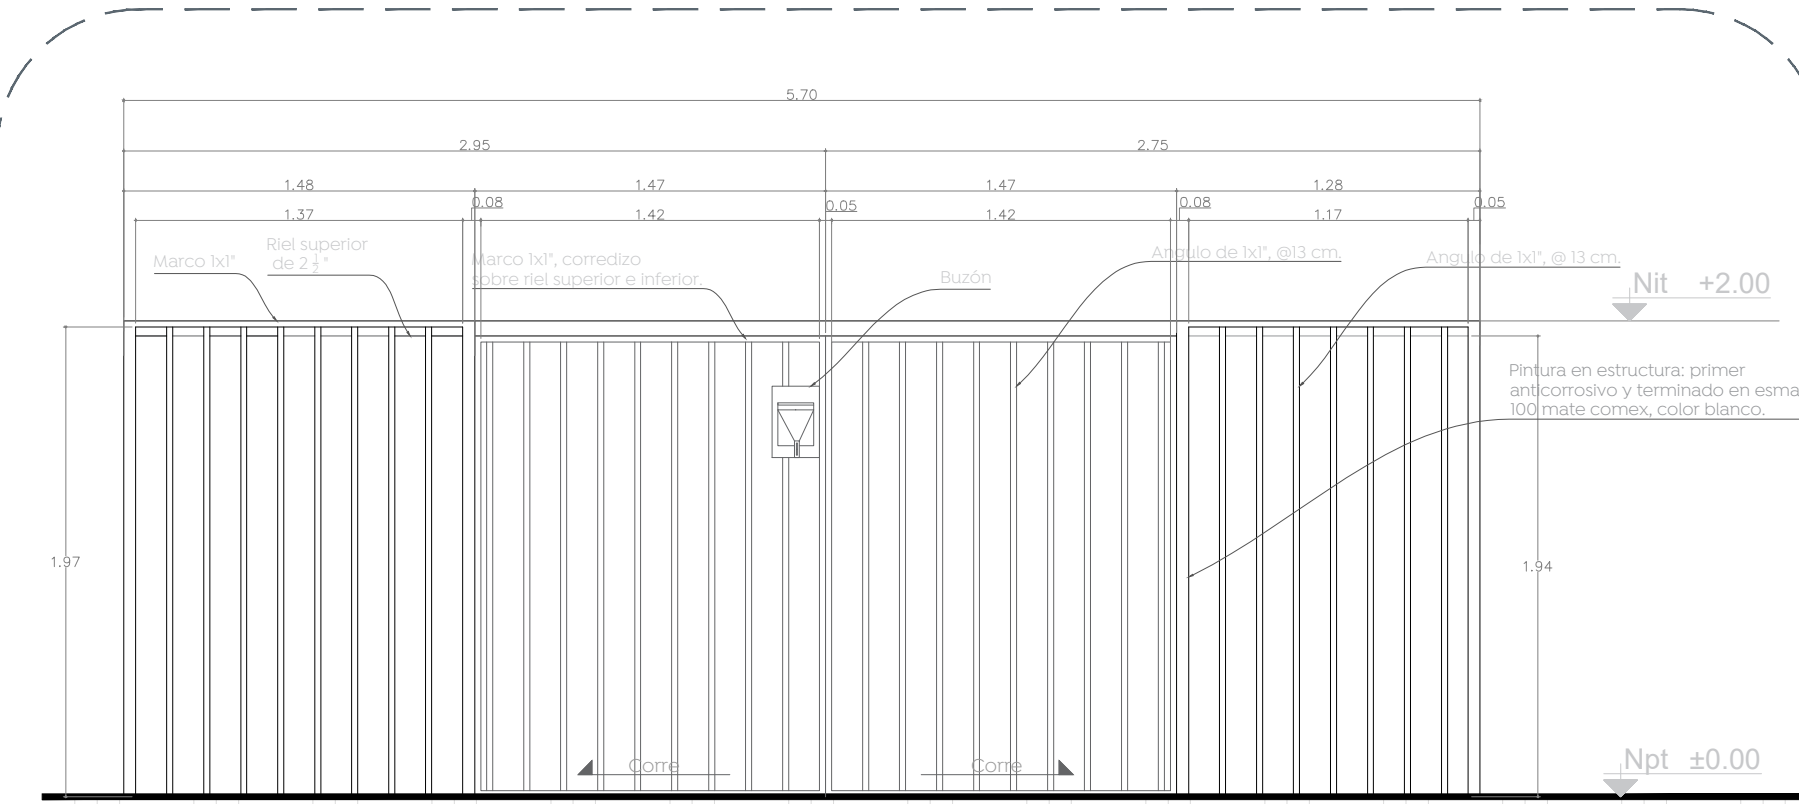 5.70
2.95
2.75
1.48
1.47
1.47
1.28
0.08
0.05
0.08
0.05
1.37
1.42
1.42
1.17
Marco 1x1"
Riel superior
de 2 1/2 "
Marco 1x1", corredizo
sobre riel superior e inferior.
Buzón
Angulo de 1x1", @13 cm.
Angulo de 1x1", @ 13 cm.
Nit +2.00
Pintura en estructura: primer
anticorrosivo y terminado en esma
100 mate comex, color blanco.
1.97
1.94
Corre
Corre
Npt ±0.00